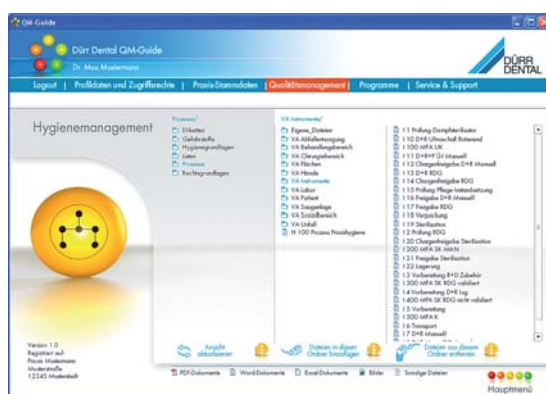 QM-Guide
Dürr Dental QM-Guide
Dr. Max Mustermann
DÜRR
DENTAL
Logout | Profildaten und Zugriffsrechte | Praxis-Stammdaten | Qualitätsmanagement | Programme | Service & Support
Hygienemanagement
Prozesse/
Etiketten
Gefahrstoffe
Hygienegrundlagen
Listen
Prozesse
Rechtsgrundlagen
VA Instrumente/
Eigene_Dateien
VA Abfallentsorgung
VA Behandlungsbereich
VA Chirurgiebereich
VA Flächen
VA Hände
VA Instrumente
VA Labor
VA Patient
VA Sauganlage
VA Sozialbereich
VA Unfall
H-100 Prozess Praxishygiene
I 1 Prüfung Dampfsterilisator
I 10 D+R Ultraschall Rotierend
I 100 MPA UK
I 11 D+R+P Öl Manuell
I 12 Chargenfreigabe D+R Manuell
I 13 D+R RDG
I 14 Chargenfreigabe RDG
I 15 Prüfung Pflege Instandsetzung
I 16 Freigabe D+R Manuell
I 17 Freigabe RDG
I 18 Verpackung
I 19 Sterilisation
I 2 Prüfung RDG
I 20 Chargenfreigabe Sterilisation
I 200 MPA SK MAN
I 21 Freigabe Sterilisation
I 22 Lagerung
I 3 Vorbereitung R+D Zubehör
I 300 MPA SK RDG validiert
I 4 Vorbereitung D+R Lsg
I 400 MPA SK RDG nicht validiert
I 5 Vorbereitung
I 500 MPA K
I 6 Transport
I 7 D+R Manuell
Version 1.0
Registriert auf:
Praxis Mustermann
Musterstraße
12345 Musterstadt
Ansicht
aktualisieren
Dateien in diesen
Ordner hinzufügen
Dateien aus diesem
Ordner entfernen
PDF-Dokumente
Word-Dokumente
Excel-Dokumente
Bilder
Sonstige Dateien
Hauptmenü